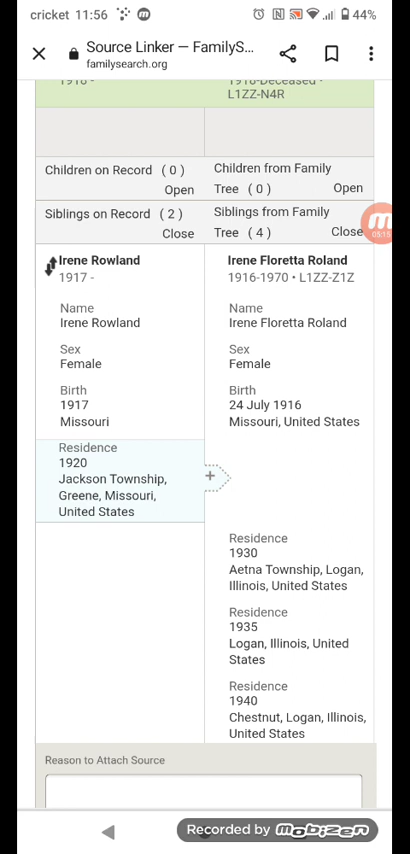 cricket 11:56 44%
Source Linker — FamilyS...
familysearch.org
1918-Deceased •
L1ZZ-N4R
Children on Record ( 0 )
Open
Children from Family
Tree ( 0 ) Open
Siblings on Record ( 2 )
Close
Siblings from Family
Tree ( 4 ) Close
05:15
Irene Rowland
1917 -
Name
Irene Rowland
Sex
Female
Birth
1917
Missouri
Residence
1920
Jackson Township,
Greene, Missouri,
United States
+
Irene Floretta Roland
1916-1970 • L1ZZ-Z1Z
Name
Irene Floretta Roland
Sex
Female
Birth
24 July 1916
Missouri, United States
Residence
1930
Aetna Township, Logan,
Illinois, United States
Residence
1935
Logan, Illinois, United
States
Residence
1940
Chestnut, Logan, Illinois,
United States
Reason to Attach Source
Recorded by mobizen